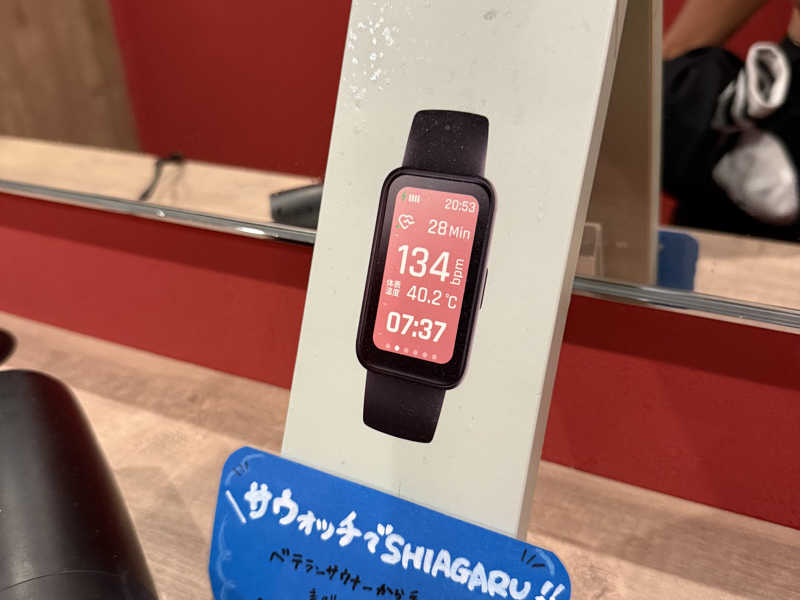 20:53
28 Min
134 bpm
体表温度 40.2 ℃
07:37
サウォッチでSHIAGARU!!
ベテランサウナーから